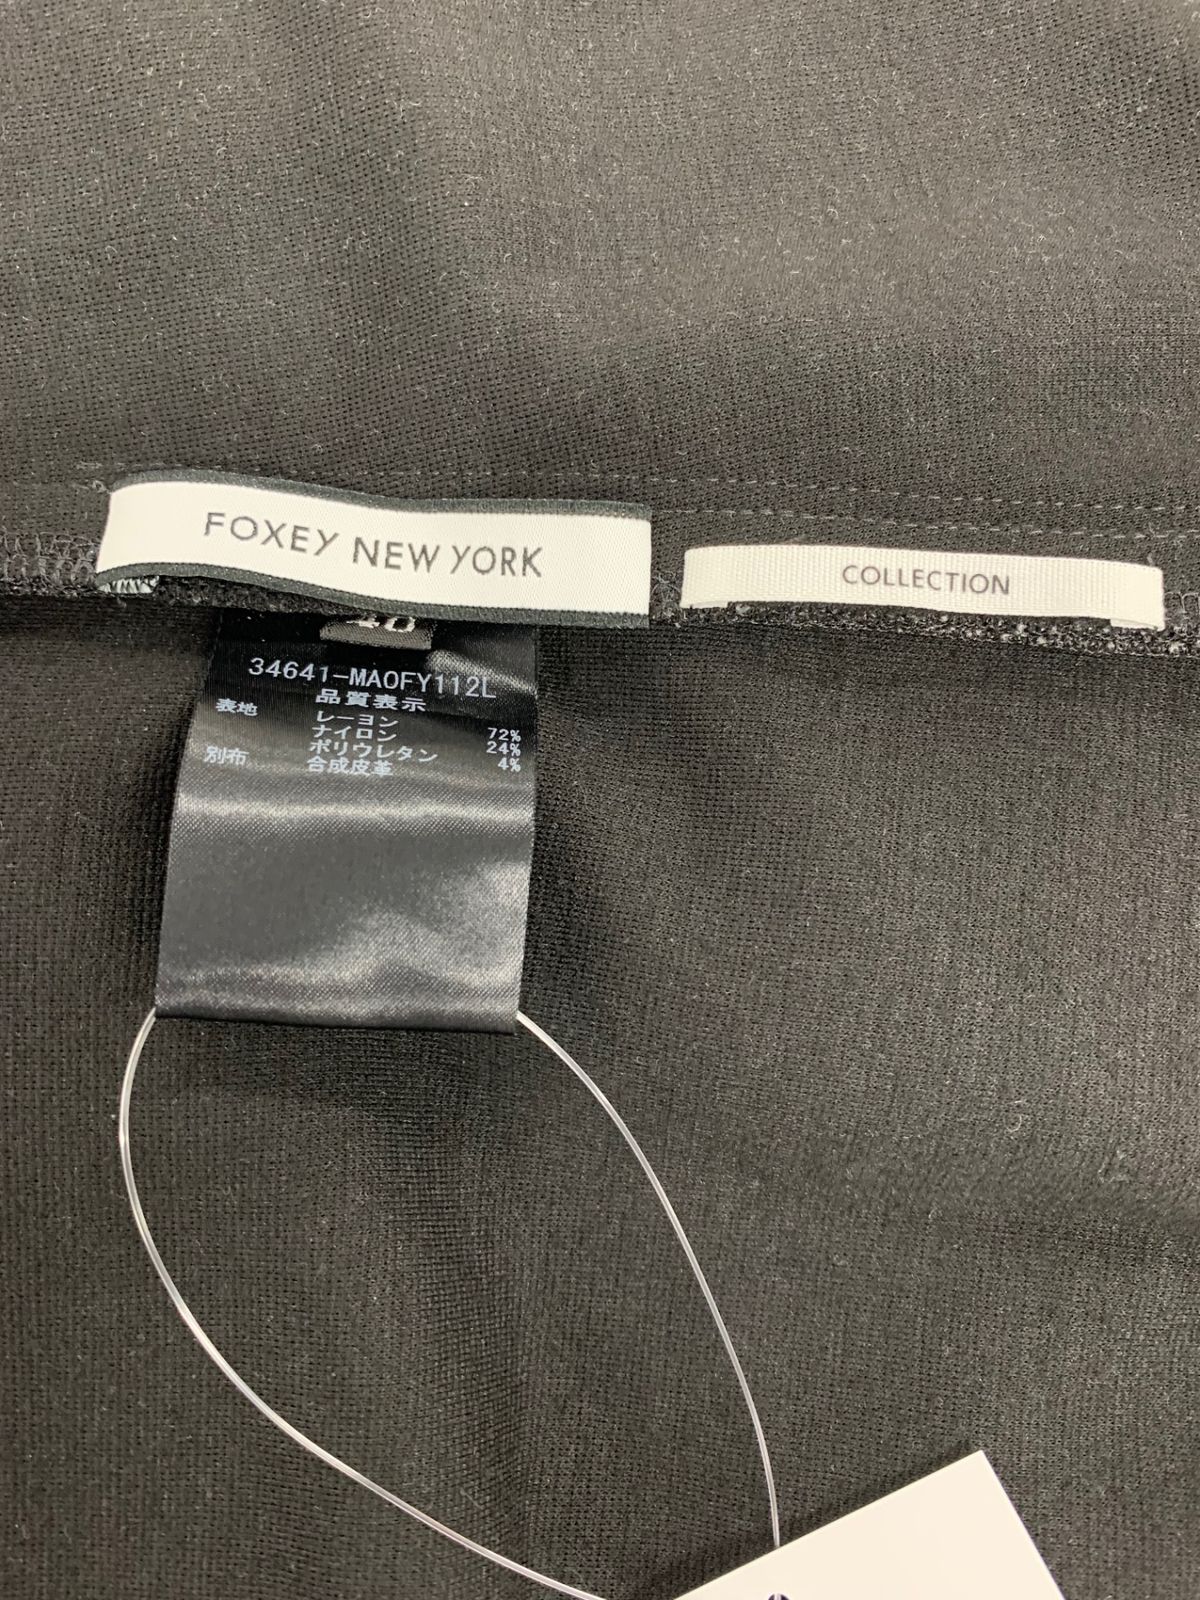 FOXEY NEW YORK
COLLECTION
40
34641-MAOFY112L
品質表示
表地 レーヨン 72%
ナイロン 24%
ポリウレタン 4%
別布 合成皮革